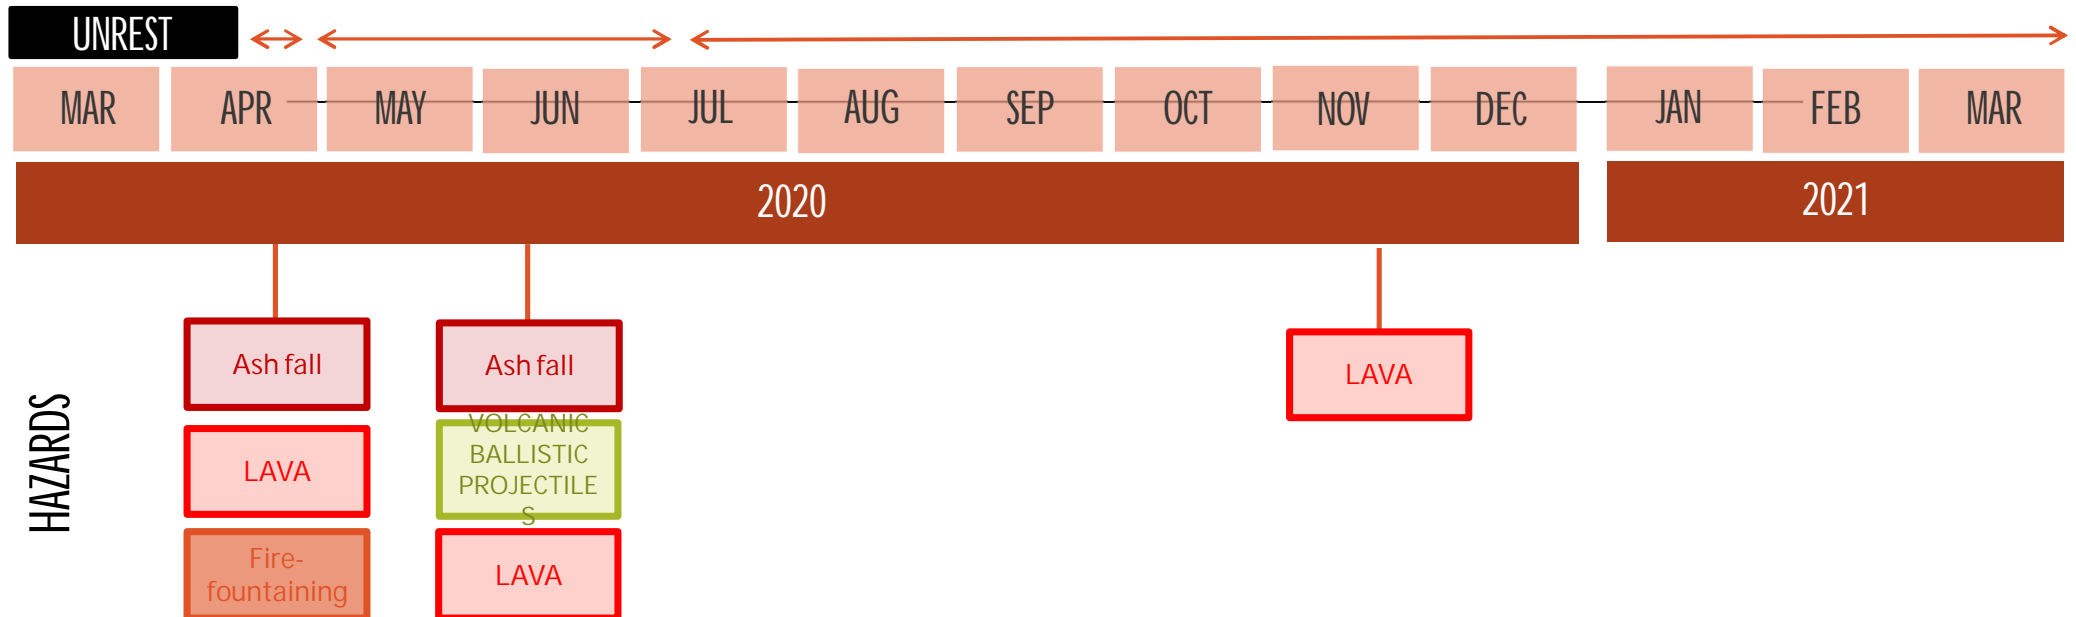 UNREST
MAR APR MAY JUN JUL AUG SEP OCT NOV DEC JAN FEB MAR
2020 2021
HAZARDS
Ash fall
LAVA
Fire-
fountaining
Ash fall
VOLCANIC
BALLISTIC
PROJECTILE
S
LAVA
LAVA